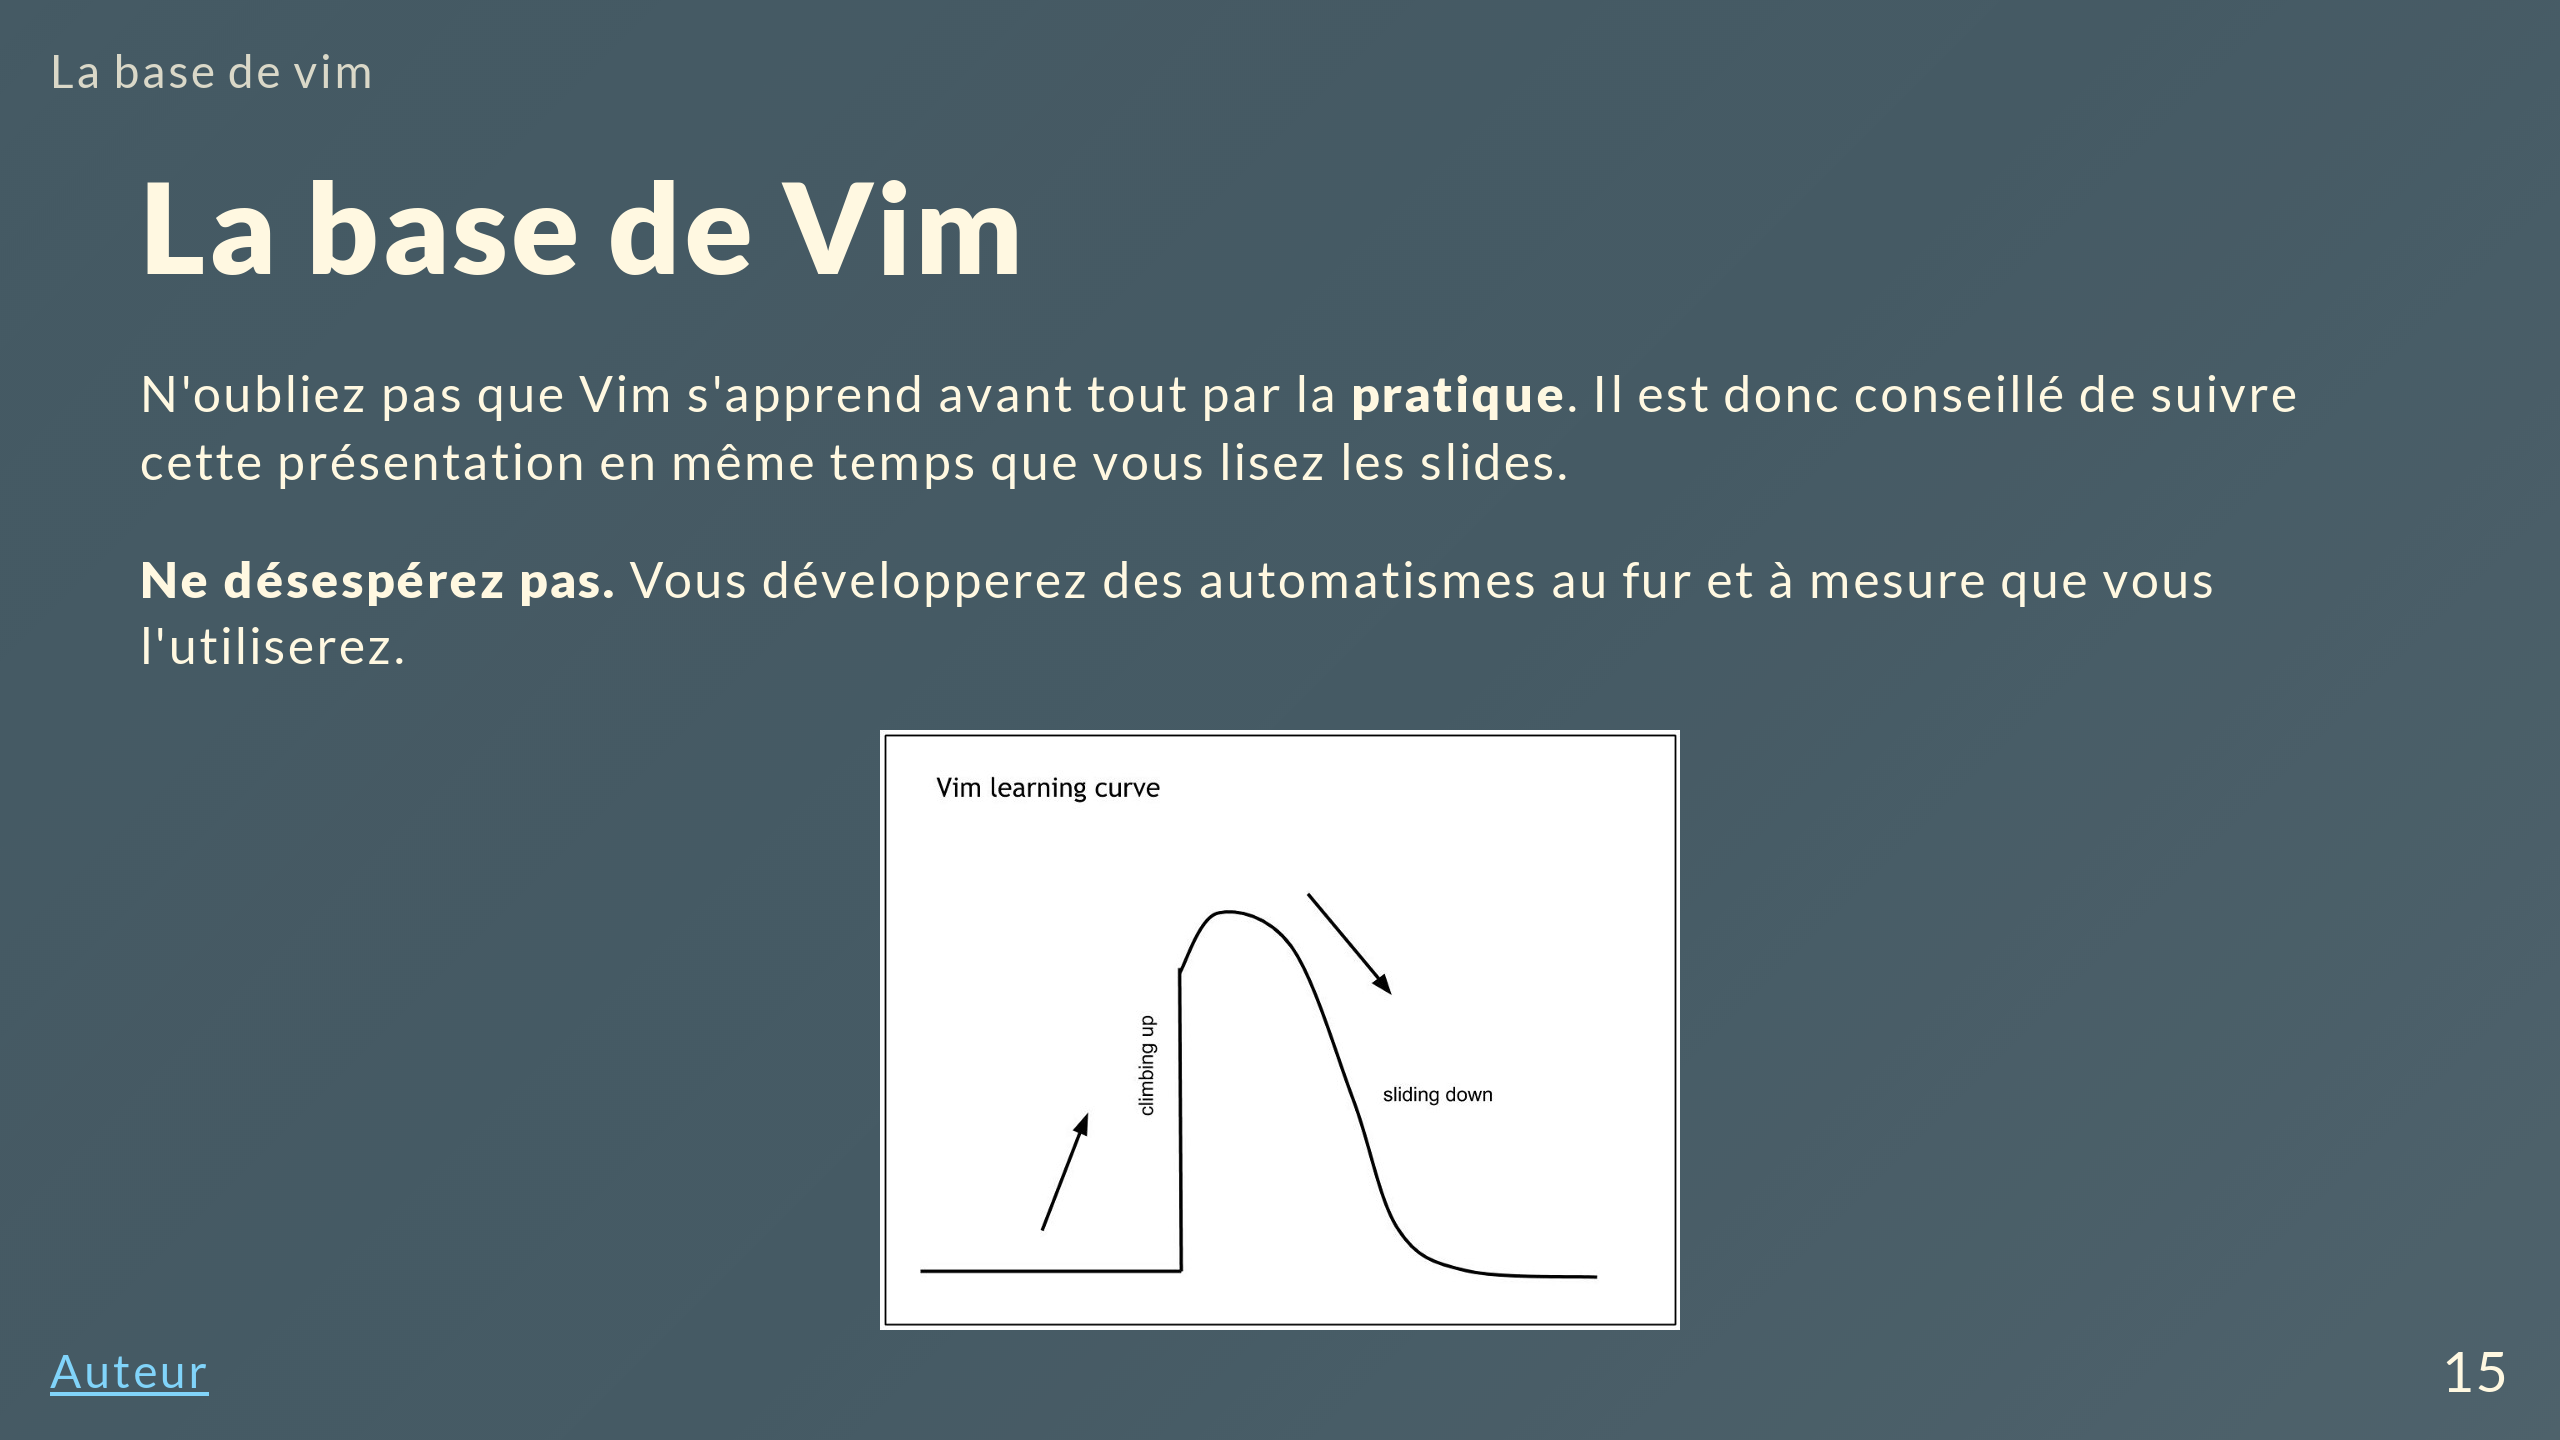 La base de vim
La base de Vim
N'oubliez pas que Vim s'apprend avant tout par la pratique. Il est donc conseillé de suivre
cette présentation en même temps que vous lisez les slides.
Ne désespérez pas. Vous développerez des automatismes au fur et à mesure que vous
l'utiliserez.
Vim learning curve
climbing up
sliding down
Auteur
15